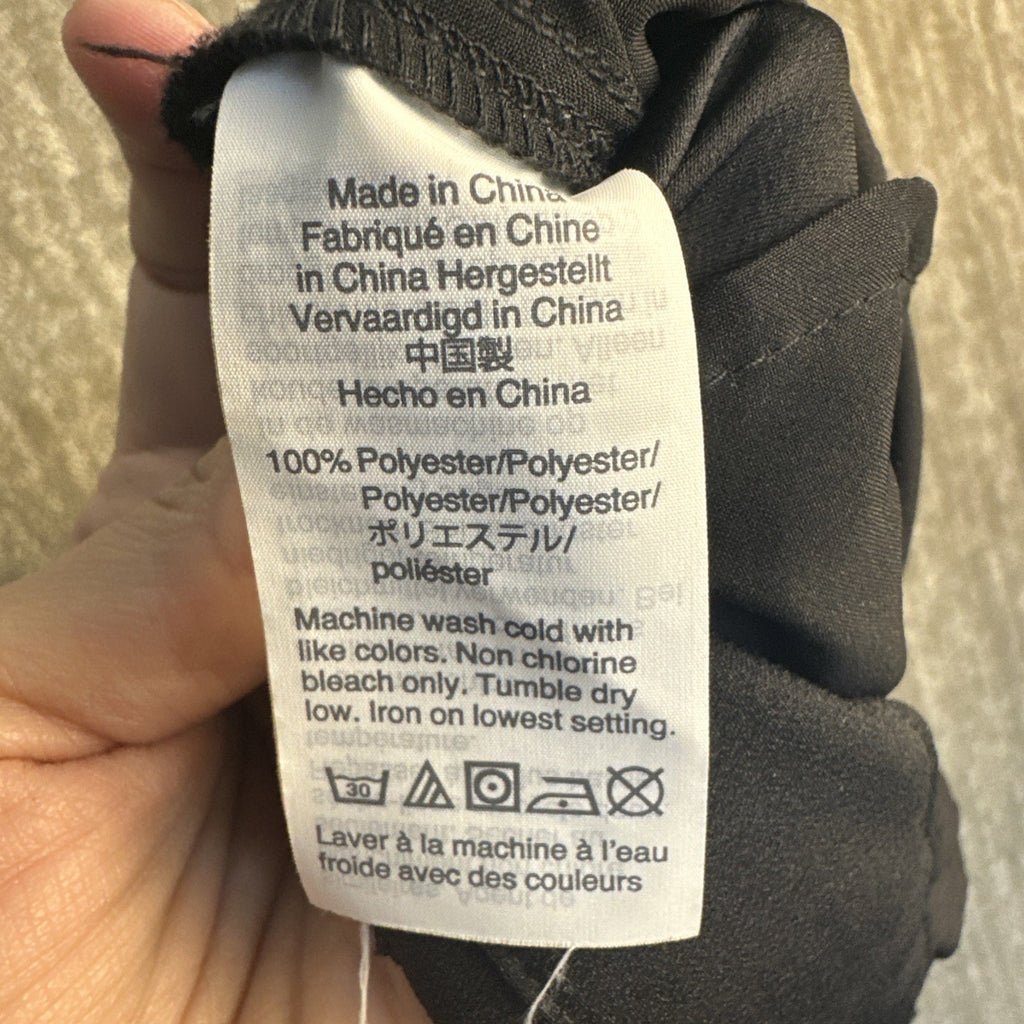 Made in China
Fabriqué en Chine
in China Hergestellt
Vervaardigd in China
中国製
Hecho en China
100% Polyester/Polyester/
Polyester/Polyester/
ポリエステル/
poliéster
Machine wash cold with
like colors. Non chlorine
bleach only. Tumble dry
low. Iron on lowest setting.
30
Laver à la machine à l'eau
froide avec des couleurs